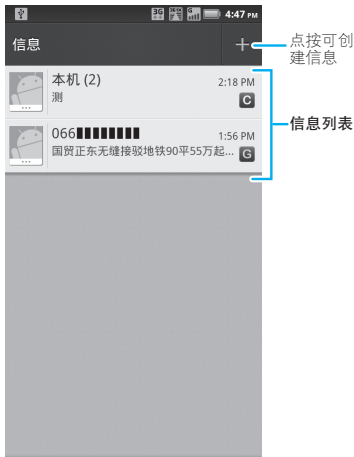 3G 4:47 PM
信息 +
点按可创
建信息
本机 (2) 2:18 PM
测 C
信息列表
066 1:56 PM
国贸正东无缝接驳地铁90平55万起... G